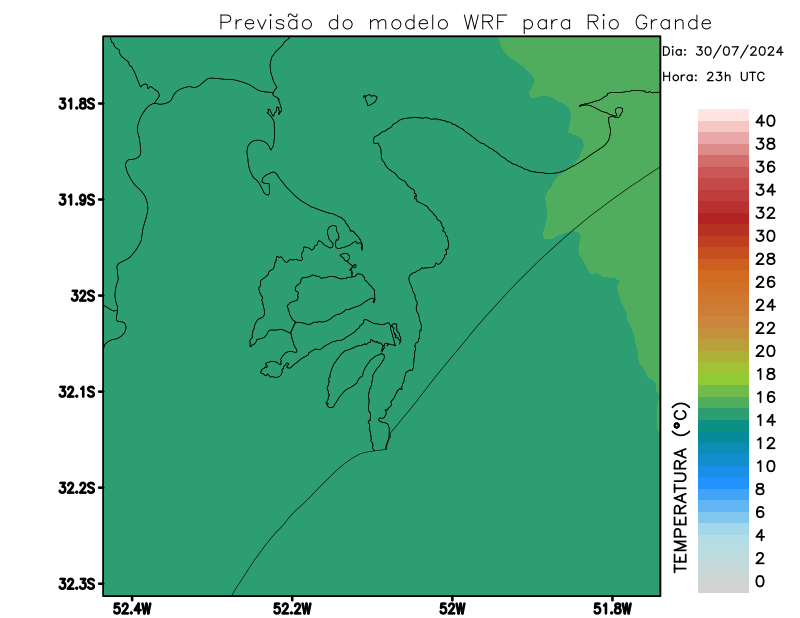 Previsão do modelo WRF para Rio Grande
Dia: 30/07/2024
Hora: 23h UTC
31.8S
31.9S
32S
32.1S
32.2S
32.3S
52.4W
52.2W
52W
51.8W
TEMPERATURA (°C)
40
38
36
34
32
30
28
26
24
22
20
18
16
14
12
10
8
6
4
2
0